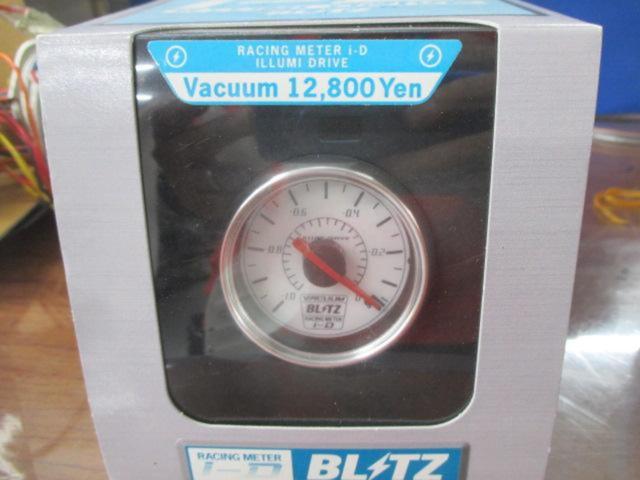 RACING METER i-D
ILLUMI DRIVE
Vacuum 12,800 Yen
-0.6 -0.4
-0.8 -0.2
-1.0 0
VACUUM
BLITZ
RACING METER
i-D
RACING METER
i-D
BLITZ